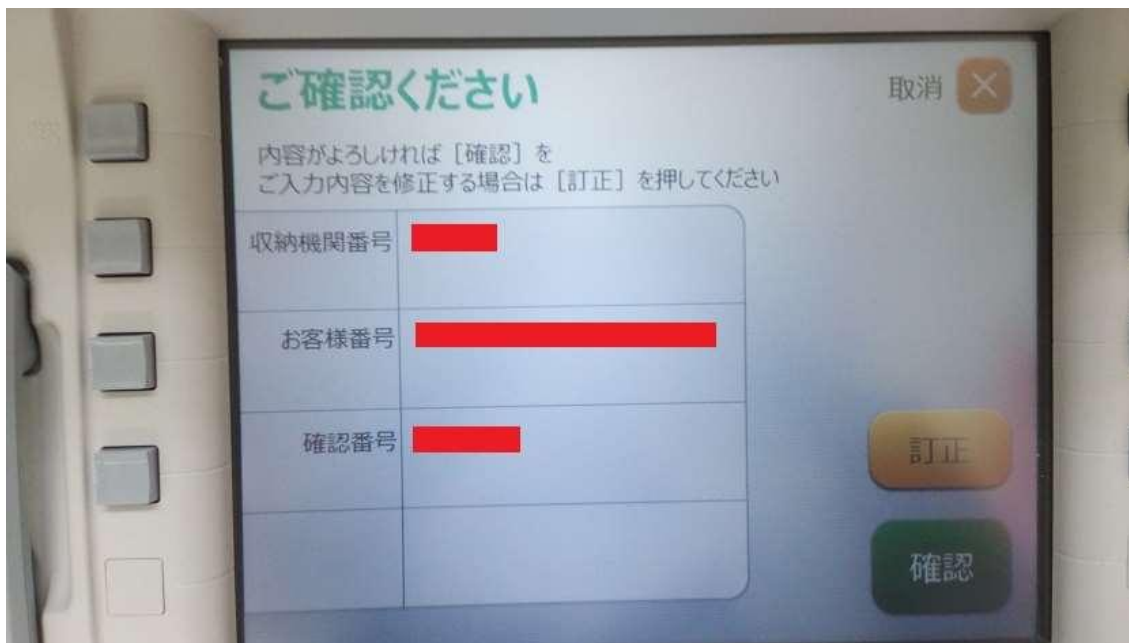 ご確認ください
取消
内容がよろしければ［確認］を
ご入力内容を修正する場合は［訂正］を押してください
収納機関番号
お客様番号
確認番号
訂正
確認